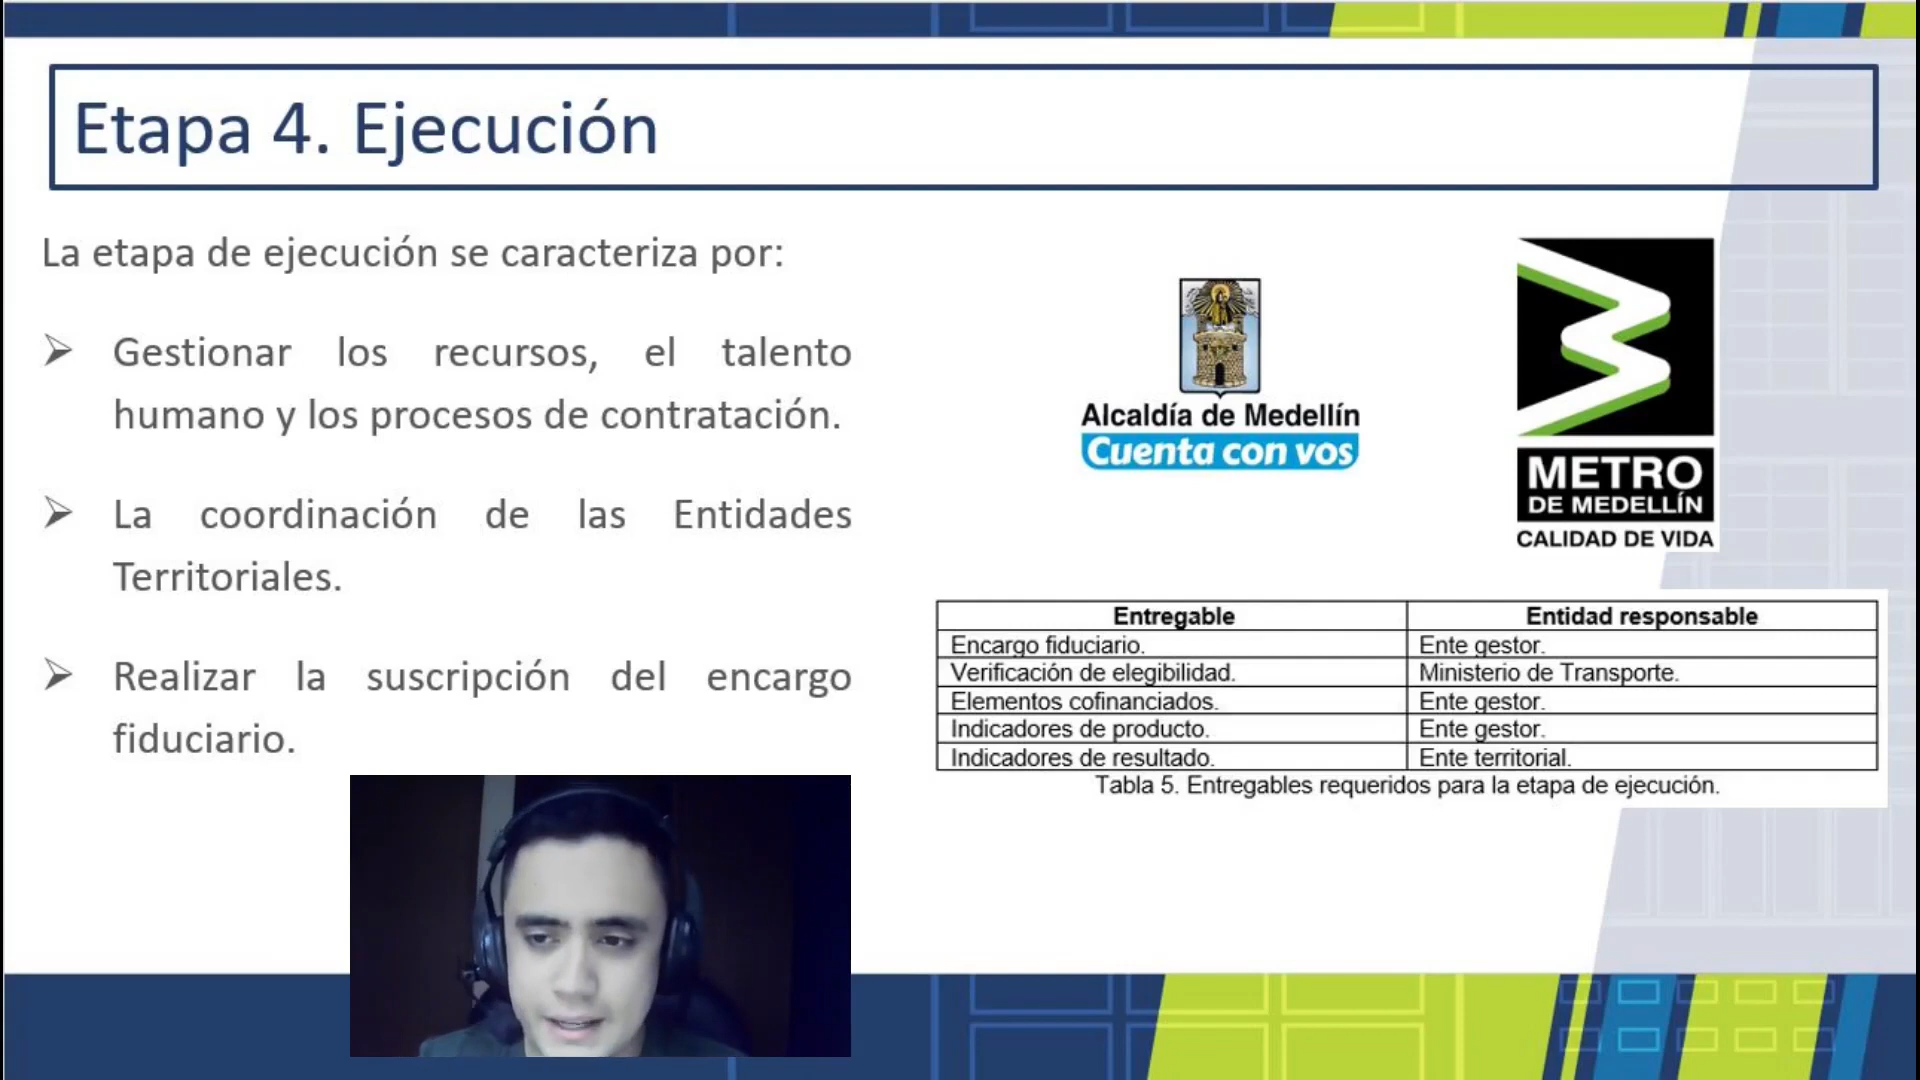 Etapa 4. Ejecución
La etapa de ejecución se caracteriza por:
Gestionar los recursos, el talento
humano y los procesos de contratación.
La coordinación de las Entidades
Territoriales.
Realizar la suscripción del encargo
fiduciario.
Alcaldía de Medellín
Cuenta con vos
METRO
DE MEDELLÍN
CALIDAD DE VIDA
Entregable Entidad responsable
Encargo fiduciario. Ente gestor.
Verificación de elegibilidad. Ministerio de Transporte.
Elementos cofinanciados. Ente gestor.
Indicadores de producto. Ente gestor.
Indicadores de resultado. Ente territorial.
Tabla 5. Entregables requeridos para la etapa de ejecución.